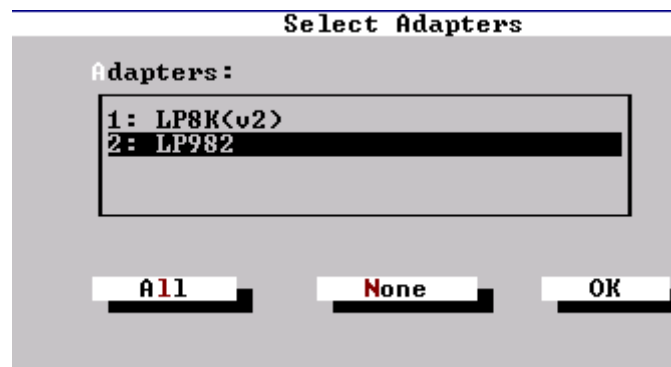 Select Adapters
Adapters:
1: LP8K(v2)
2: LP982
All None OK